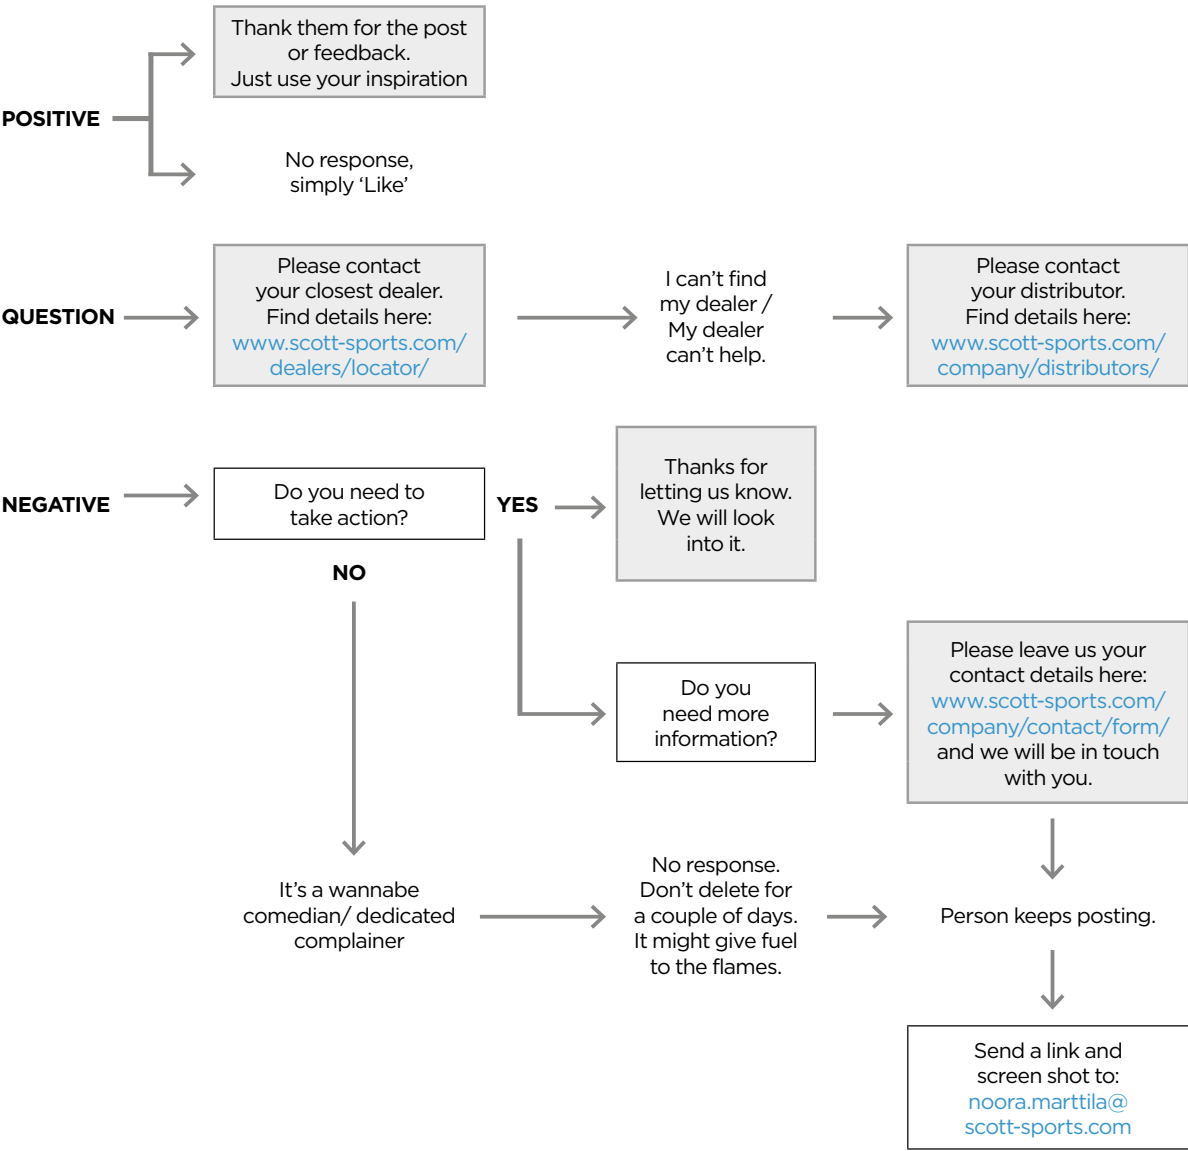 Thank them for the post
or feedback.
Just use your inspiration
POSITIVE
No response,
simply ‘Like’
QUESTION
Please contact
your closest dealer.
Find details here:
www.scott-sports.com/
dealers/locator/
I can’t find
my dealer /
My dealer
can’t help.
Please contact
your distributor.
Find details here:
www.scott-sports.com/
company/distributors/
NEGATIVE
Do you need to
take action?
YES
Thanks for
letting us know.
We will look
into it.
NO
Do you
need more
information?
Please leave us your
contact details here:
www.scott-sports.com/
company/contact/form/
and we will be in touch
with you.
It’s a wannabe
comedian/ dedicated
complainer
No response.
Don’t delete for
a couple of days.
It might give fuel
to the flames.
Person keeps posting.
Send a link and
screen shot to:
noora.marttila@
scott-sports.com